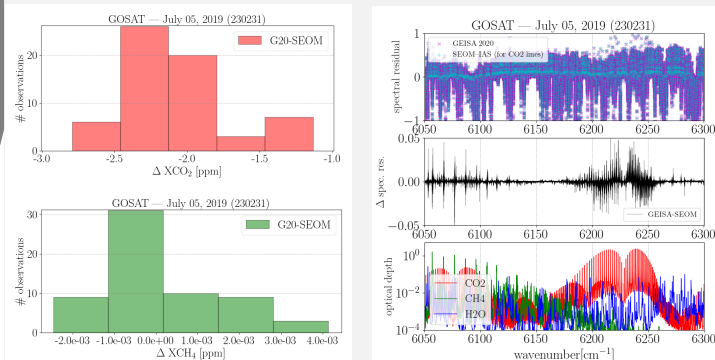 GOSAT — July 05, 2019 (230231)
# observations
20
10
0
G20-SEOM
-3.0 -2.5 -2.0 -1.5 -1.0
Δ XCO₂ [ppm]
GOSAT — July 05, 2019 (230231)
# observations
30
20
10
0
G20-SEOM
-2.0e-03 -1.0e-03 0.0e+00 1.0e-03 2.0e-03 3.0e-03 4.0e-03
Δ XCH₄ [ppm]
GOSAT — July 05, 2019 (230231)
spectral residual
1
0
−1
GEISA 2020
SEOM-IAS (for CO2 lines)
6050 6100 6150 6200 6250 6300
Δ spec. res.
0.05
0.00
−0.05
GEISA-SEOM
6050 6100 6150 6200 6250 6300
optical depth
10⁰
10⁻²
10⁻⁴
CO2
CH4
H2O
6050 6100 6150 6200 6250 6300
wavenumber[cm⁻¹]